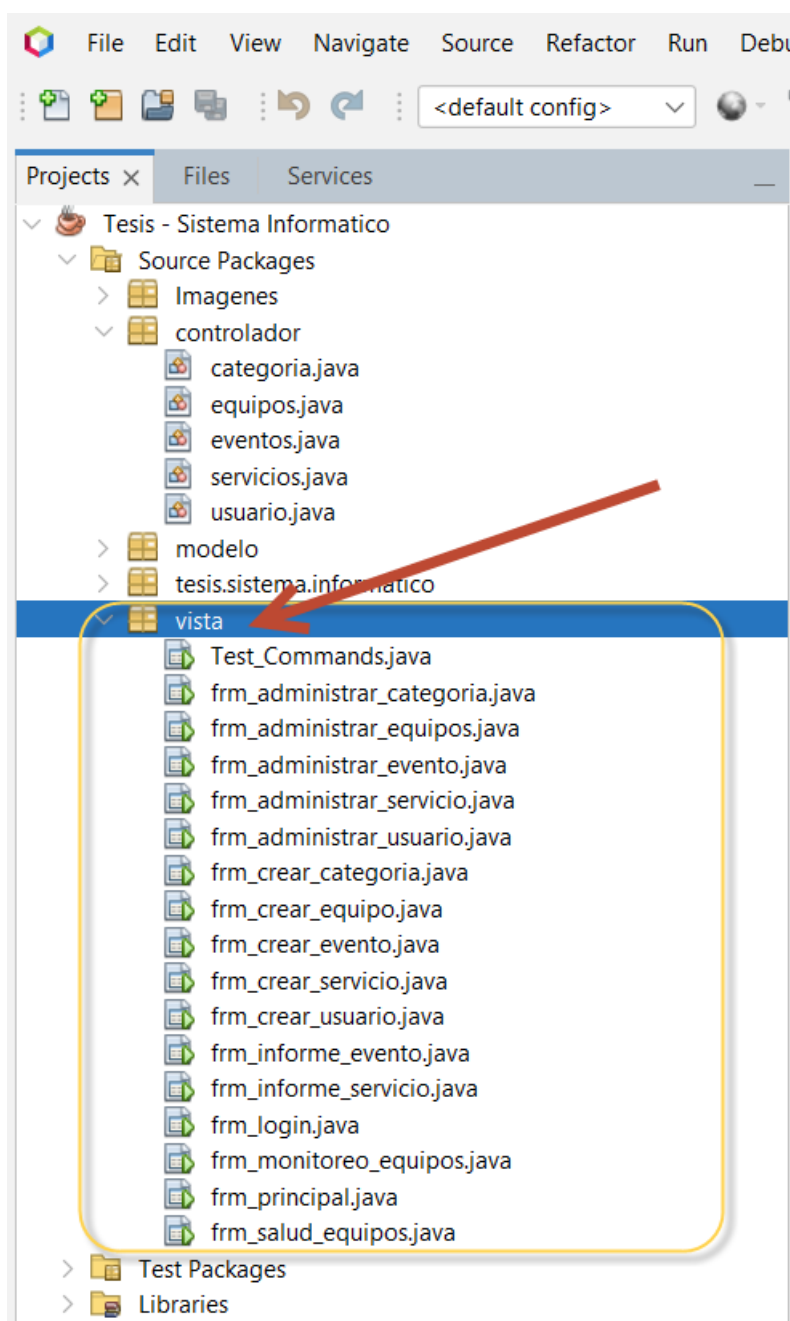 File Edit View Navigate Source Refactor Run Debu
<default config>
Projects Files Services
Tesis - Sistema Informatico
Source Packages
Imagenes
controlador
categoria.java
equipos.java
eventos.java
servicios.java
usuario.java
modelo
tesis.sistema.informatico
vista
Test_Commands.java
frm_administrar_categoria.java
frm_administrar_equipos.java
frm_administrar_evento.java
frm_administrar_servicio.java
frm_administrar_usuario.java
frm_crear_categoria.java
frm_crear_equipo.java
frm_crear_evento.java
frm_crear_servicio.java
frm_crear_usuario.java
frm_informe_evento.java
frm_informe_servicio.java
frm_login.java
frm_monitoreo_equipos.java
frm_principal.java
frm_salud_equipos.java
Test Packages
Libraries